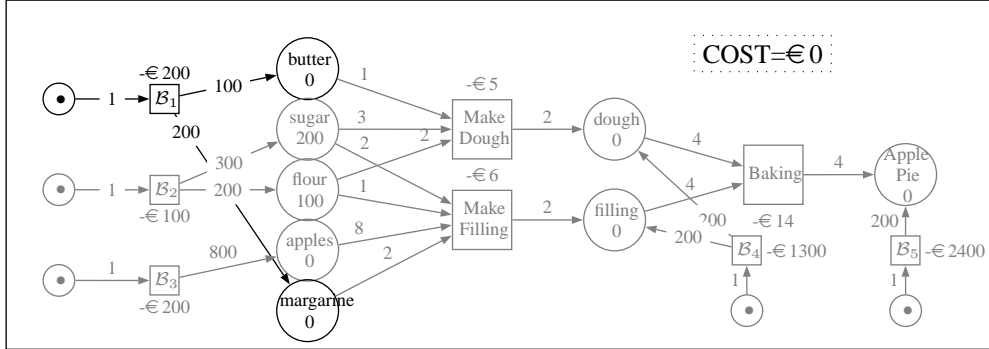 COST=€ 0
-€ 200
1
B1
100
200
butter
0
1
-€ 5
Make
Dough
2
dough
0
4
sugar
200
3
2
2
300
1
B2
200
-€ 100
flour
100
1
-€ 6
Make
Filling
2
filling
0
4
Baking
-€ 14
4
Apple
Pie
0
200
200
200
B4
-€ 1300
1
B5
-€ 2400
1
1
B3
-€ 200
800
apples
0
8
2
margarine
0